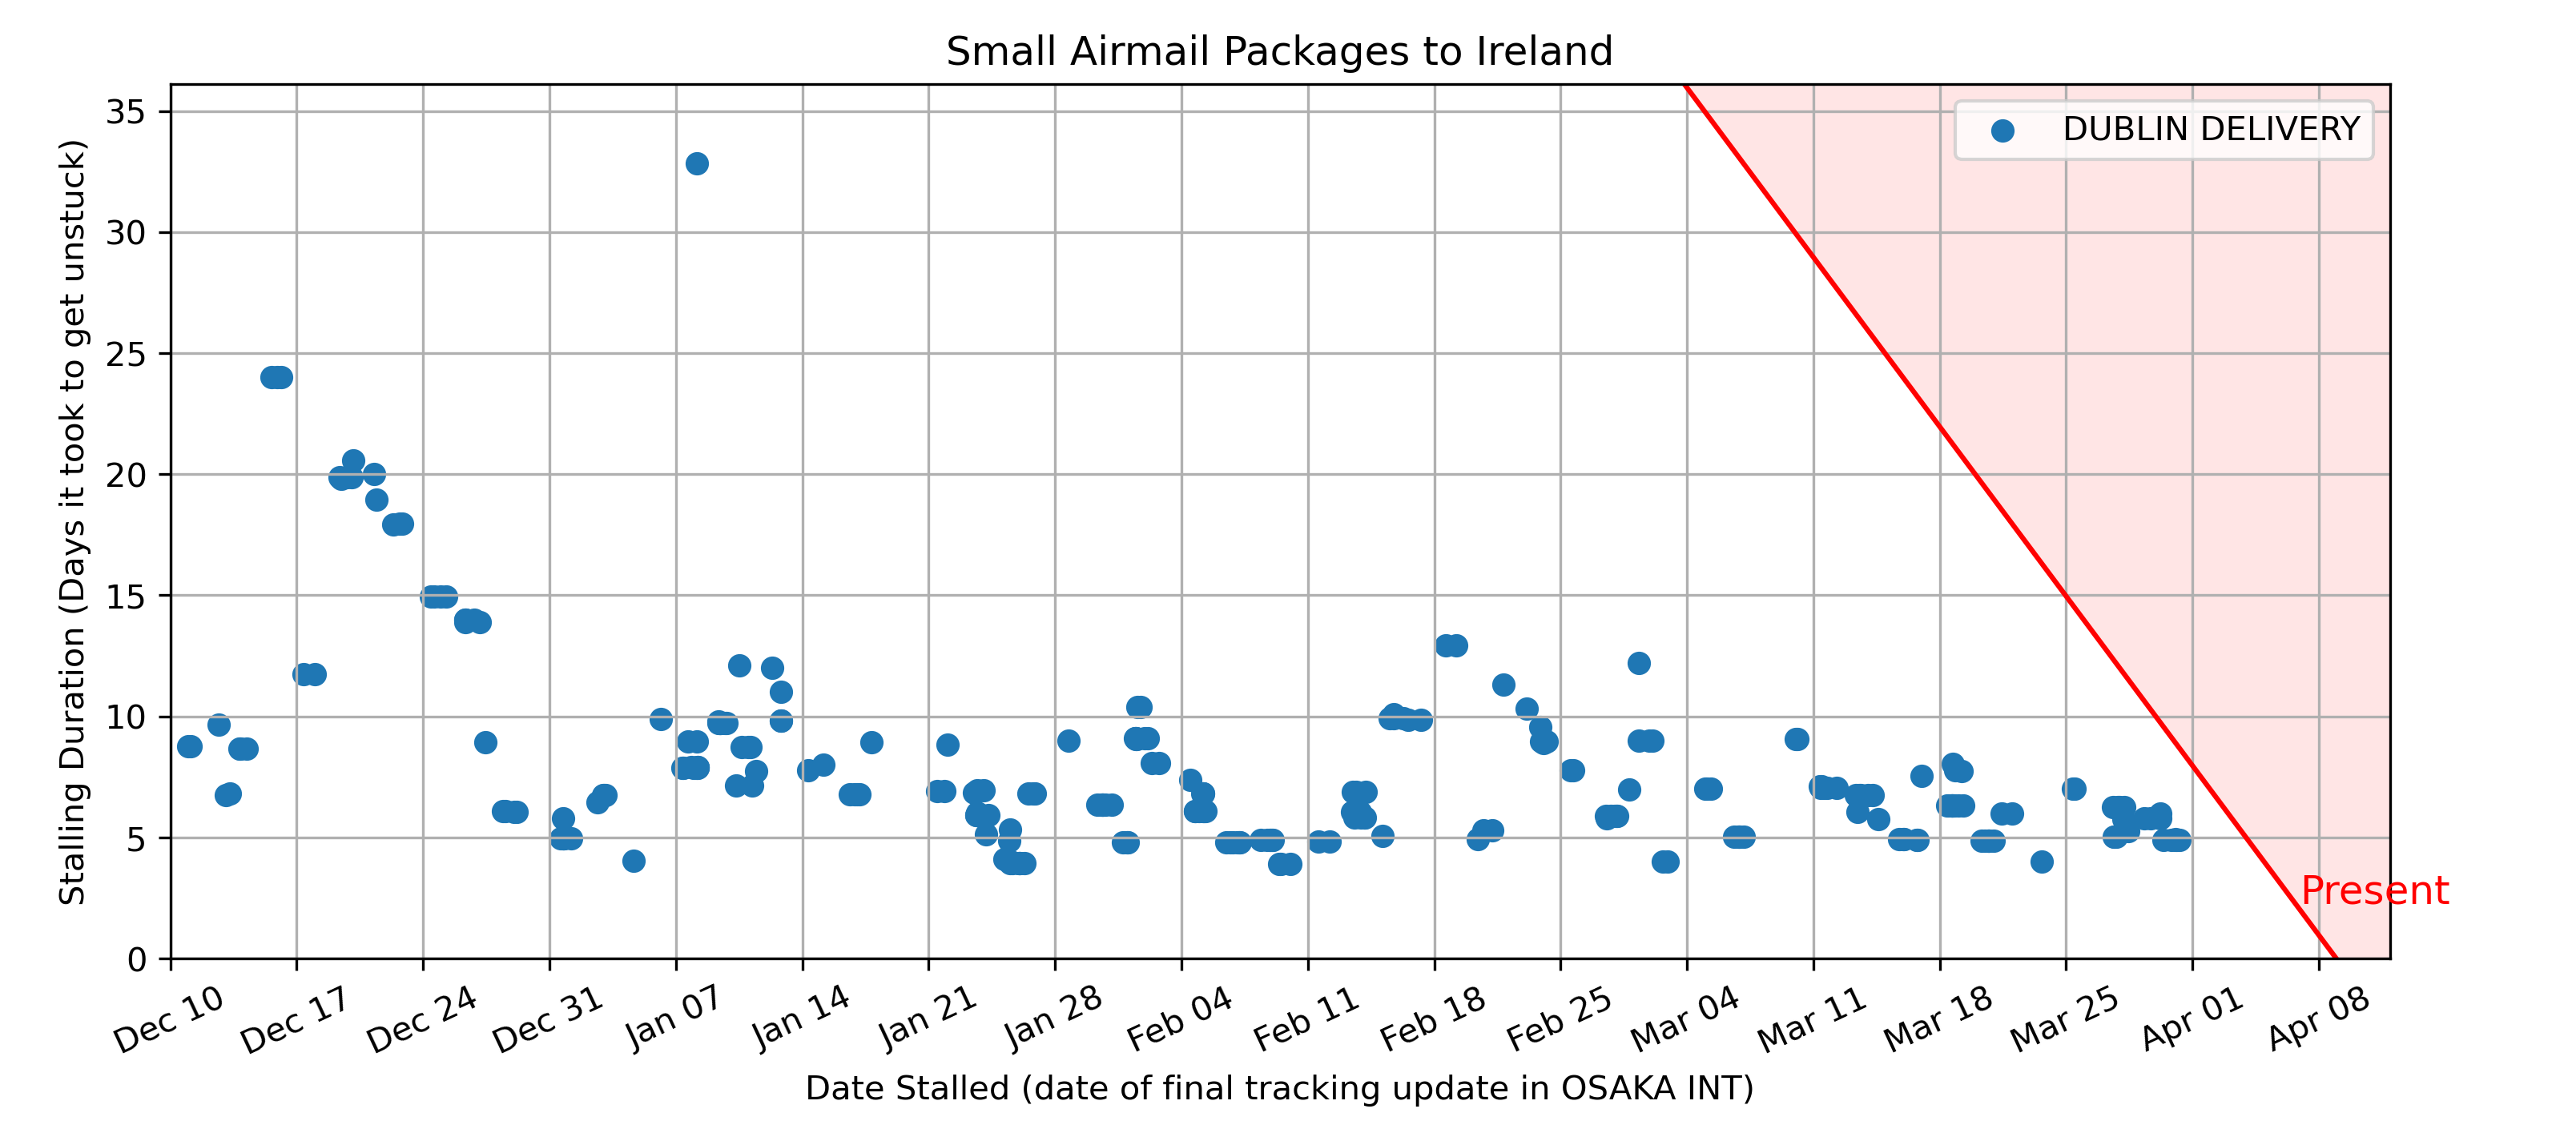 Small Airmail Packages to Ireland
Stalling Duration (Days it took to get unstuck)
35
30
25
20
15
10
5
0
DUBLIN DELIVERY
Present
Dec 10
Dec 17
Dec 24
Dec 31
Jan 07
Jan 14
Jan 21
Jan 28
Feb 04
Feb 11
Feb 18
Feb 25
Mar 04
Mar 11
Mar 18
Mar 25
Apr 01
Apr 08
Date Stalled (date of final tracking update in OSAKA INT)